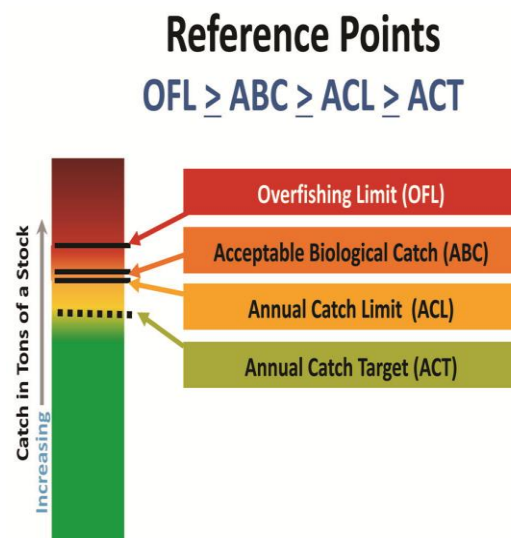 Reference Points
OFL ≥ ABC ≥ ACL ≥ ACT
Overfishing Limit (OFL)
Acceptable Biological Catch (ABC)
Annual Catch Limit (ACL)
Annual Catch Target (ACT)
Catch in Tons of a Stock
Increasing